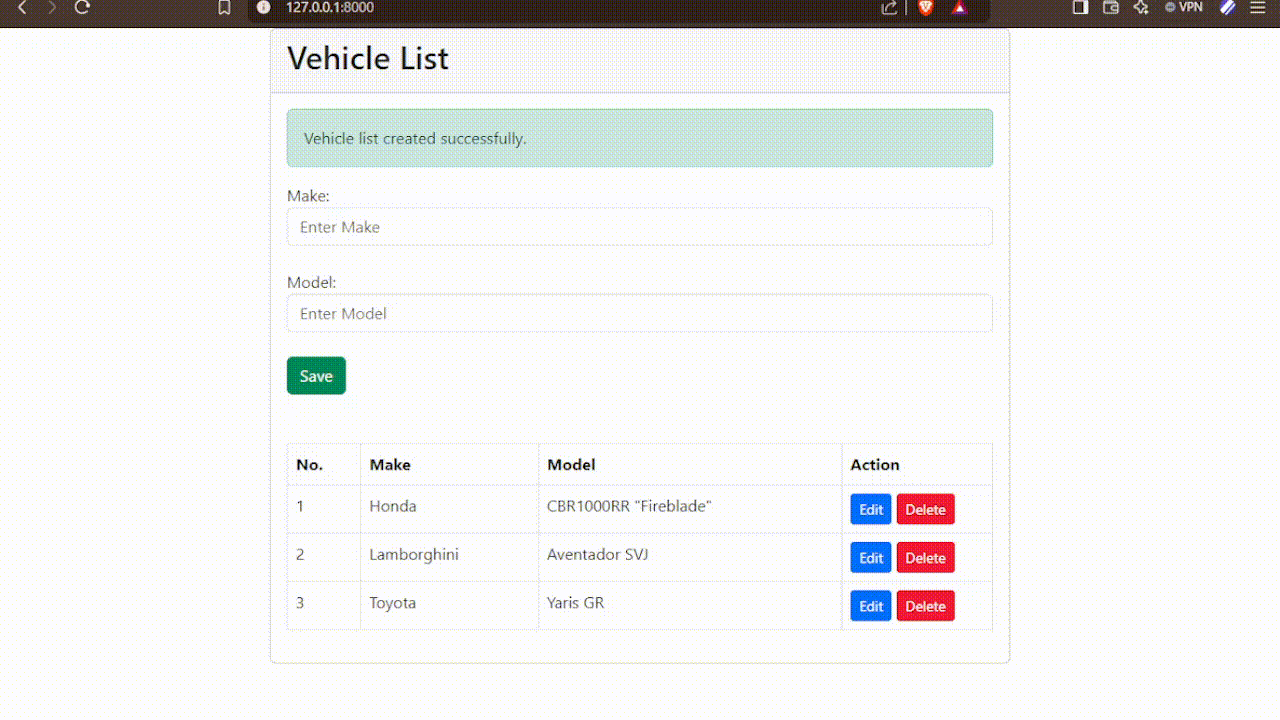 127.0.0.1:8000
VPN
Vehicle List
Vehicle list created successfully.
Make:
Enter Make
Model:
Enter Model
Save
No. Make Model Action
1 Honda CBR1000RR "Fireblade" Edit Delete
2 Lamborghini Aventador SVJ Edit Delete
3 Toyota Yaris GR Edit Delete